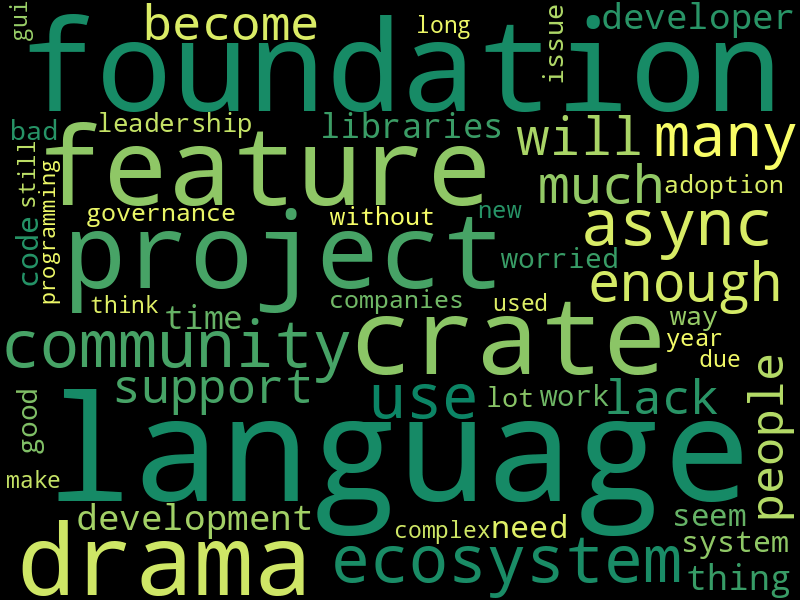 gui
become
long
issue
developer
foundation
bad
leadership
libraries
will
many
still
feature
much
adoption
programming
governance
without
new
async
code
project
worried
enough
think
time
companies
used
way
community
crate
year
due
support
use
lot
work
lack
people
good
language
make
development
complex
need
seem
system
drama
ecosystem
thing